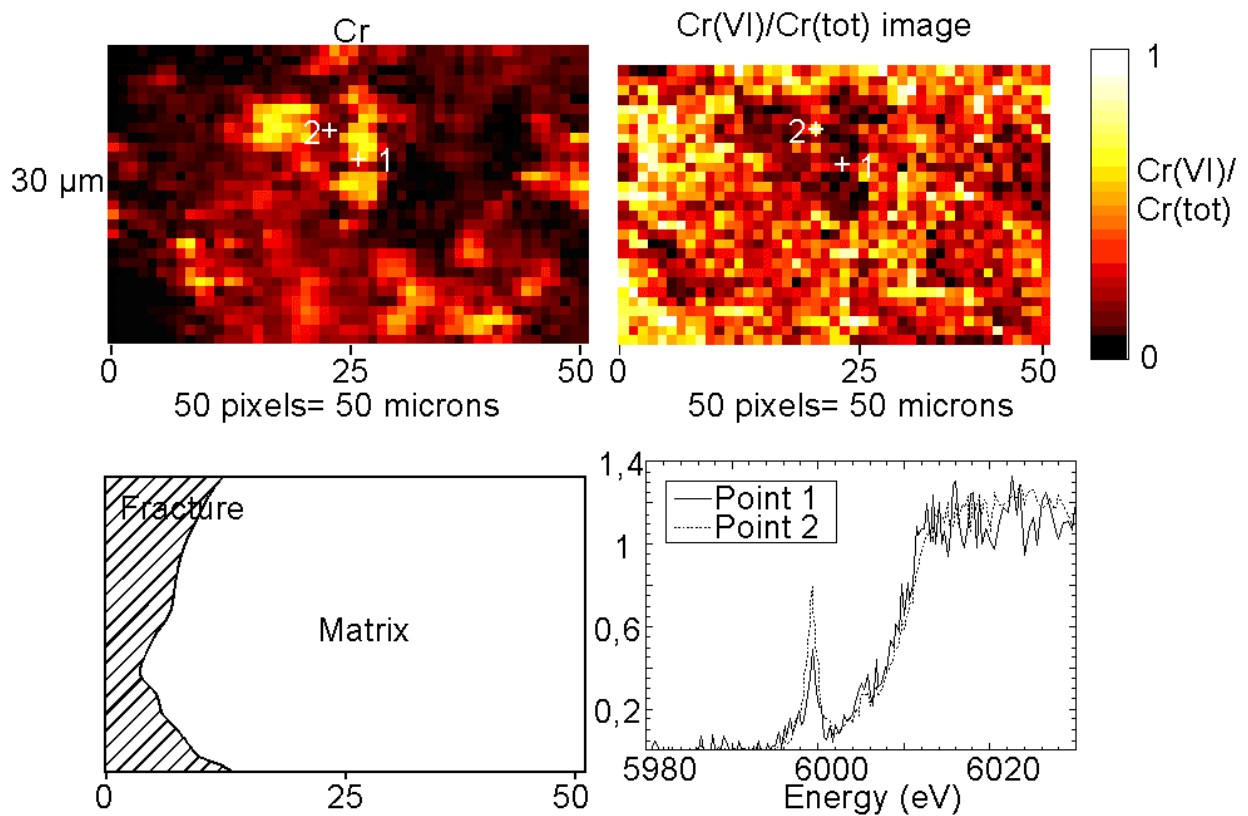 Cr
Cr(VI)/Cr(tot) image
1
2+
+ 1
2+
+ 1
30 µm
Cr(VI)/
Cr(tot)
0
0 25 50
0 25 50
50 pixels= 50 microns
50 pixels= 50 microns
1,4
Fracture
Point 1
Point 2
1
Matrix
0,6
0,2
0 25 50
5980 6000 6020
Energy (eV)